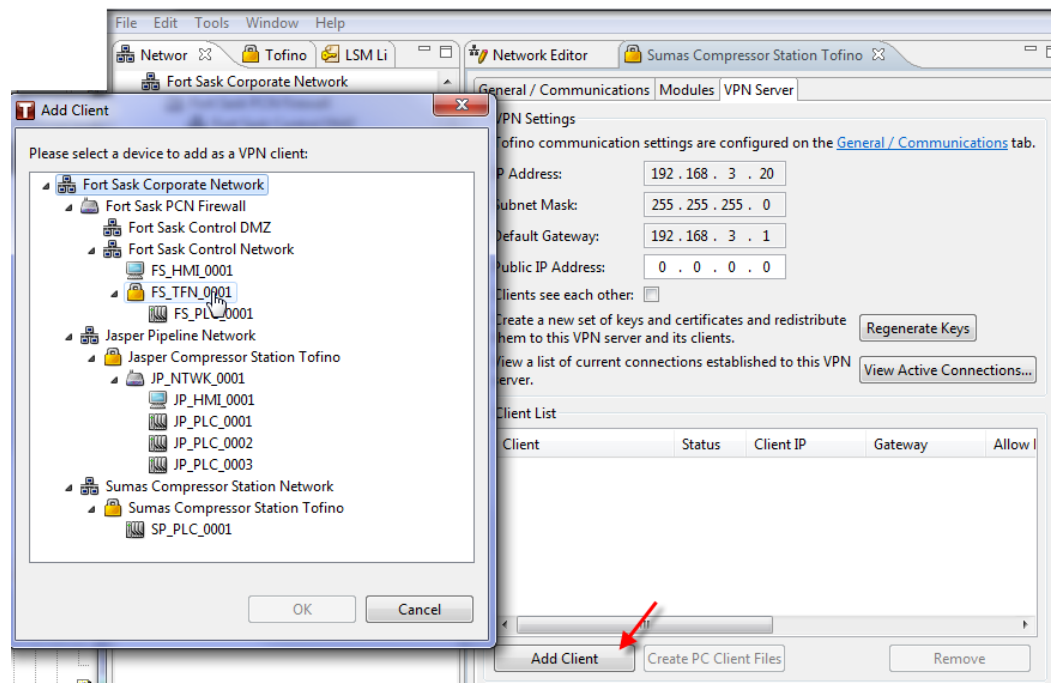 File Edit Tools Window Help
Networ Tofino LSM Li
Fort Sask Corporate Network
Add Client
Please select a device to add as a VPN client:
Fort Sask Corporate Network
Fort Sask PCN Firewall
Fort Sask Control DMZ
Fort Sask Control Network
FS_HMI_0001
FS_TFN_0001
FS_PLC_0001
Jasper Pipeline Network
Jasper Compressor Station Tofino
JP_NTWK_0001
JP_HMI_0001
JP_PLC_0001
JP_PLC_0002
JP_PLC_0003
Sumas Compressor Station Network
Sumas Compressor Station Tofino
SP_PLC_0001
OK Cancel
Network Editor Sumas Compressor Station Tofino
General / Communications Modules VPN Server
VPN Settings
Tofino communication settings are configured on the General / Communications tab.
IP Address: 192 . 168 . 3 . 20
Subnet Mask: 255 . 255 . 255 . 0
Default Gateway: 192 . 168 . 3 . 1
Public IP Address: 0 . 0 . 0 . 0
Clients see each other:
Create a new set of keys and certificates and redistribute
them to this VPN server and its clients.
Regenerate Keys
View a list of current connections established to this VPN
server.
View Active Connections...
Client List
Client Status Client IP Gateway Allow
Add Client Create PC Client Files Remove